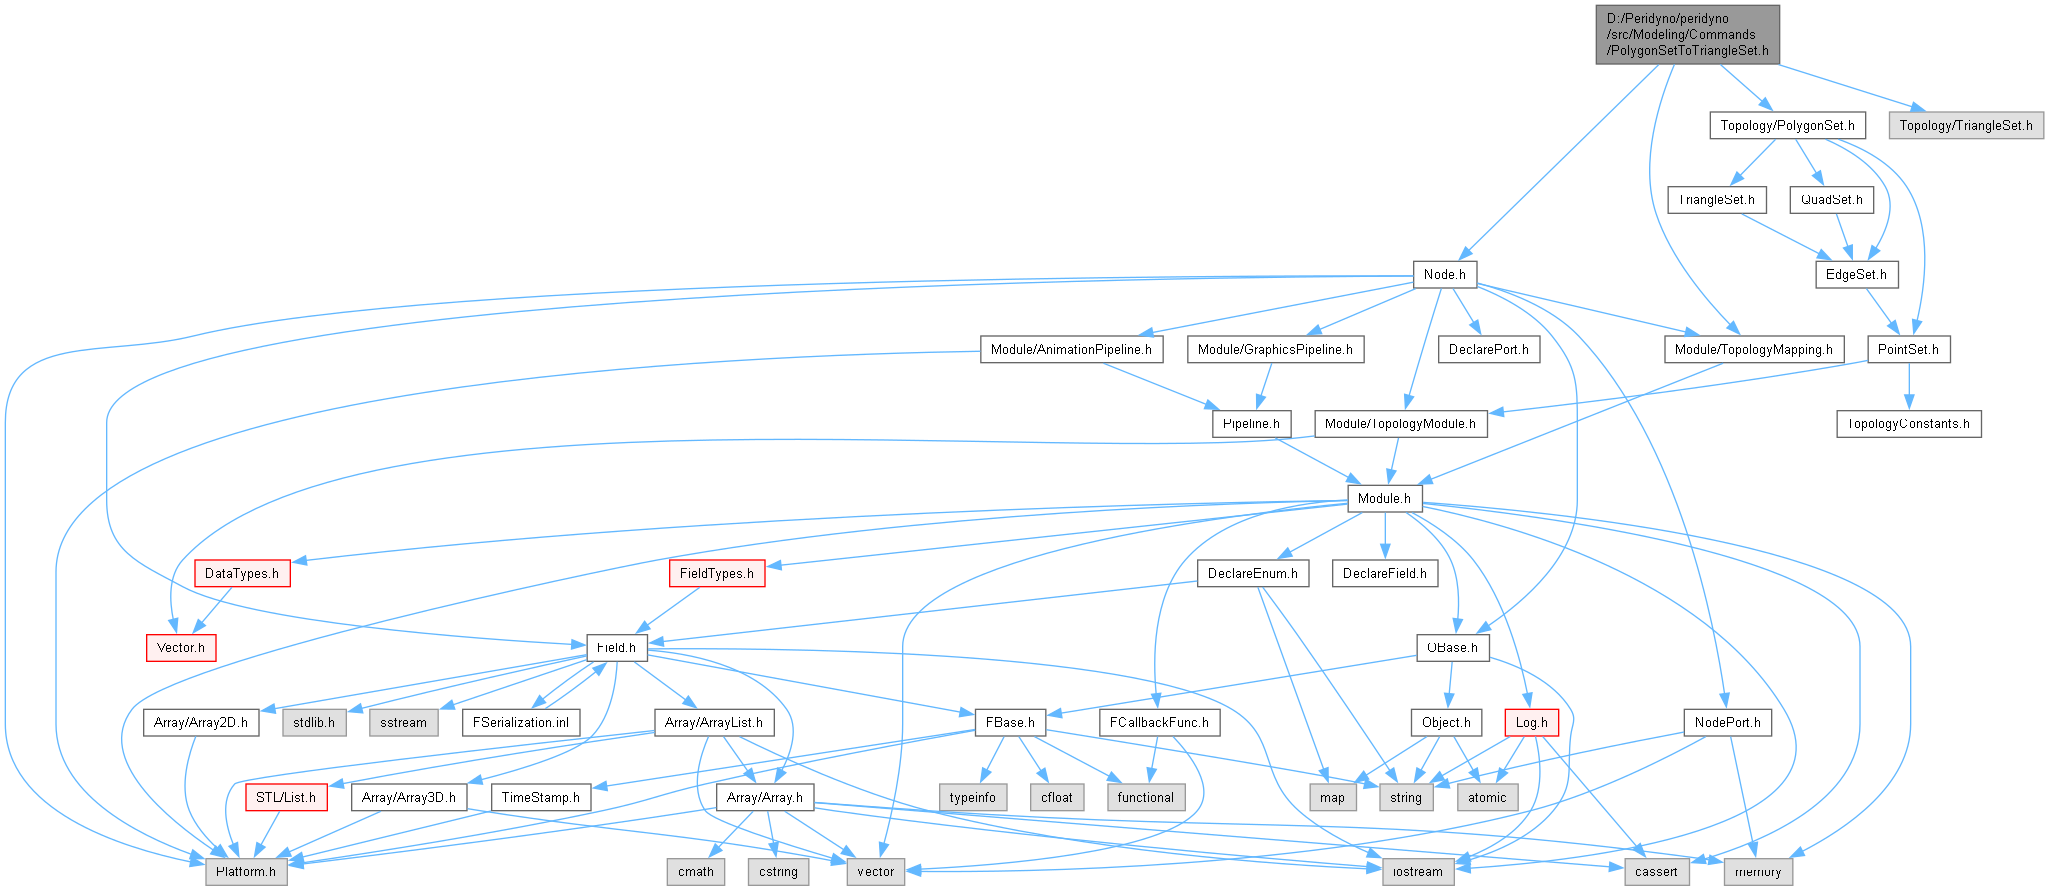 D:/Peridyno/peridyno
/src/Modeling/Commands
/PolygonSetToTriangleSet.h
Topology/PolygonSet.h
Topology/TriangleSet.h
TriangleSet.h
QuadSet.h
Node.h
EdgeSet.h
Module/AnimationPipeline.h
Module/GraphicsPipeline.h
DeclarePort.h
Module/TopologyMapping.h
PointSet.h
Pipeline.h
Module/TopologyModule.h
TopologyConstants.h
Module.h
DataTypes.h
FieldTypes.h
DeclareEnum.h
DeclareField.h
Vector.h
Field.h
OBase.h
Array/Array2D.h
stdlib.h
sstream
FSerialization.inl
Array/ArrayList.h
FBase.h
FCallbackFunc.h
Object.h
Log.h
NodePort.h
STL/List.h
Array/Array3D.h
TimeStamp.h
Array/Array.h
typeinfo
cfloat
functional
map
string
atomic
Platform.h
cmath
cstring
vector
iostream
cassert
memory